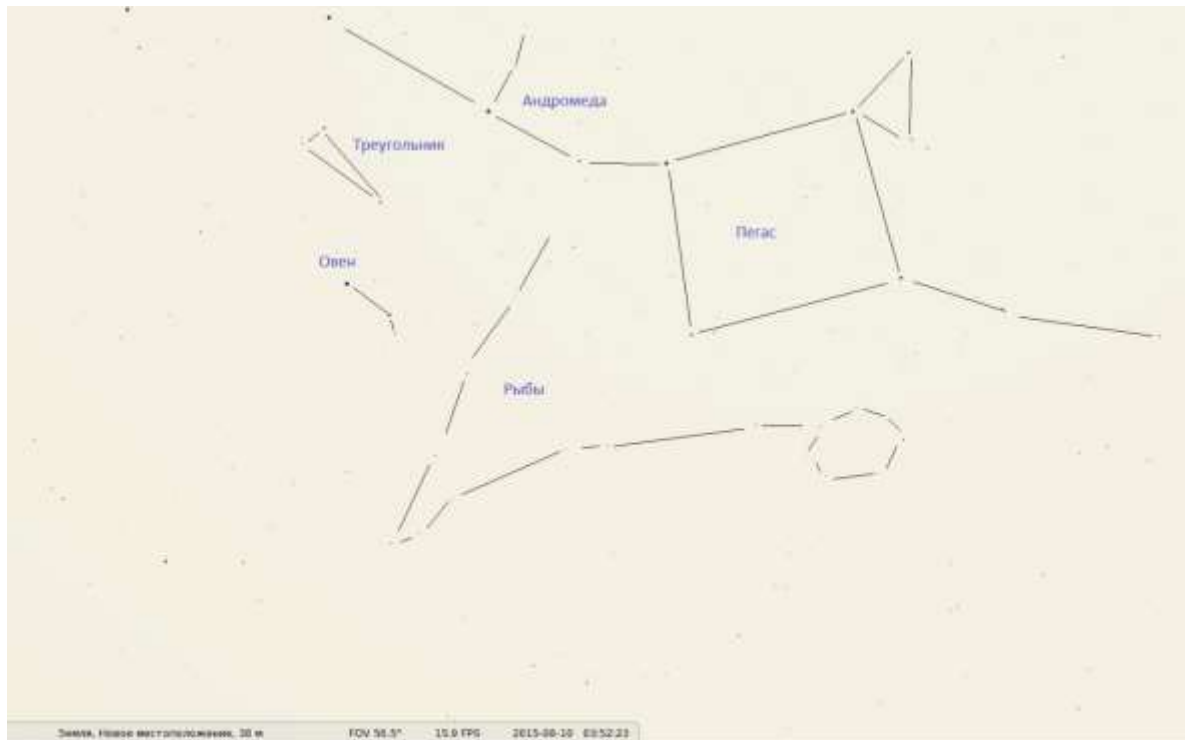 Андромеда
Треугольник
Пегас
Овен
Рыбы
Земля, Новое местоположение, 38 м FOV 56.5° 15.9 FPS 2015-08-10 03:52:23